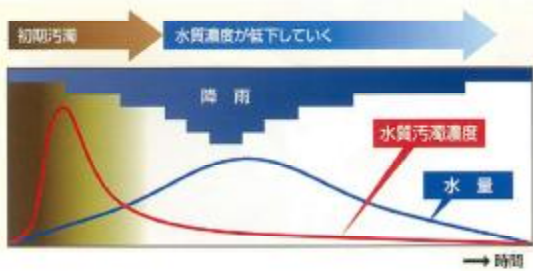 初期汚濁
水質濃度が低下していく
降雨
水質汚濁濃度
水量
時間